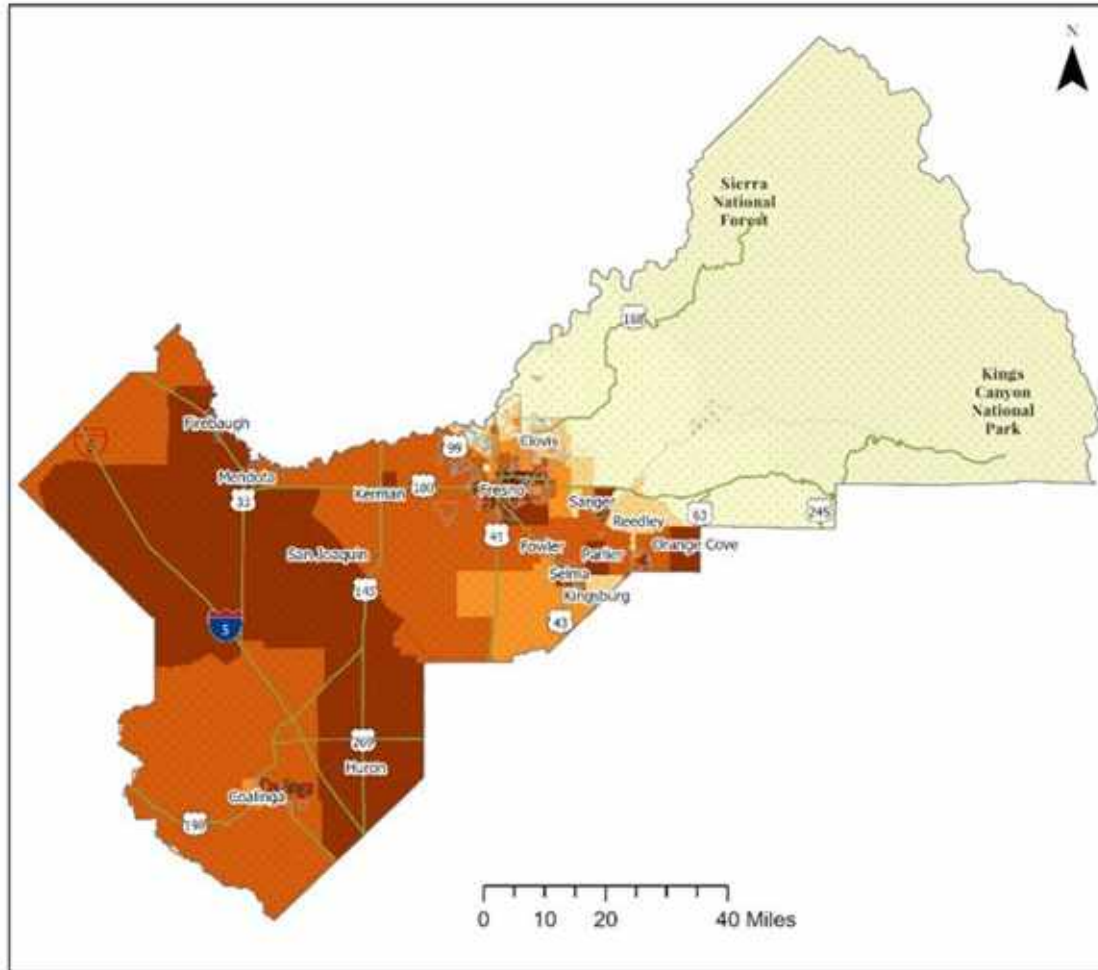 N
Sierra
National
Forest
168
Kings
Canyon
National
Park
Firebaugh
5
99
Clovis
Mendota
33
Kerman
180
Fresno
Sanger
Reedley
63
245
41
San Joaquin
Fowler
Parlier
Orange Cove
Selma
145
Kingsburg
43
5
269
Huron
Coalinga
198
0 10 20 40 Miles